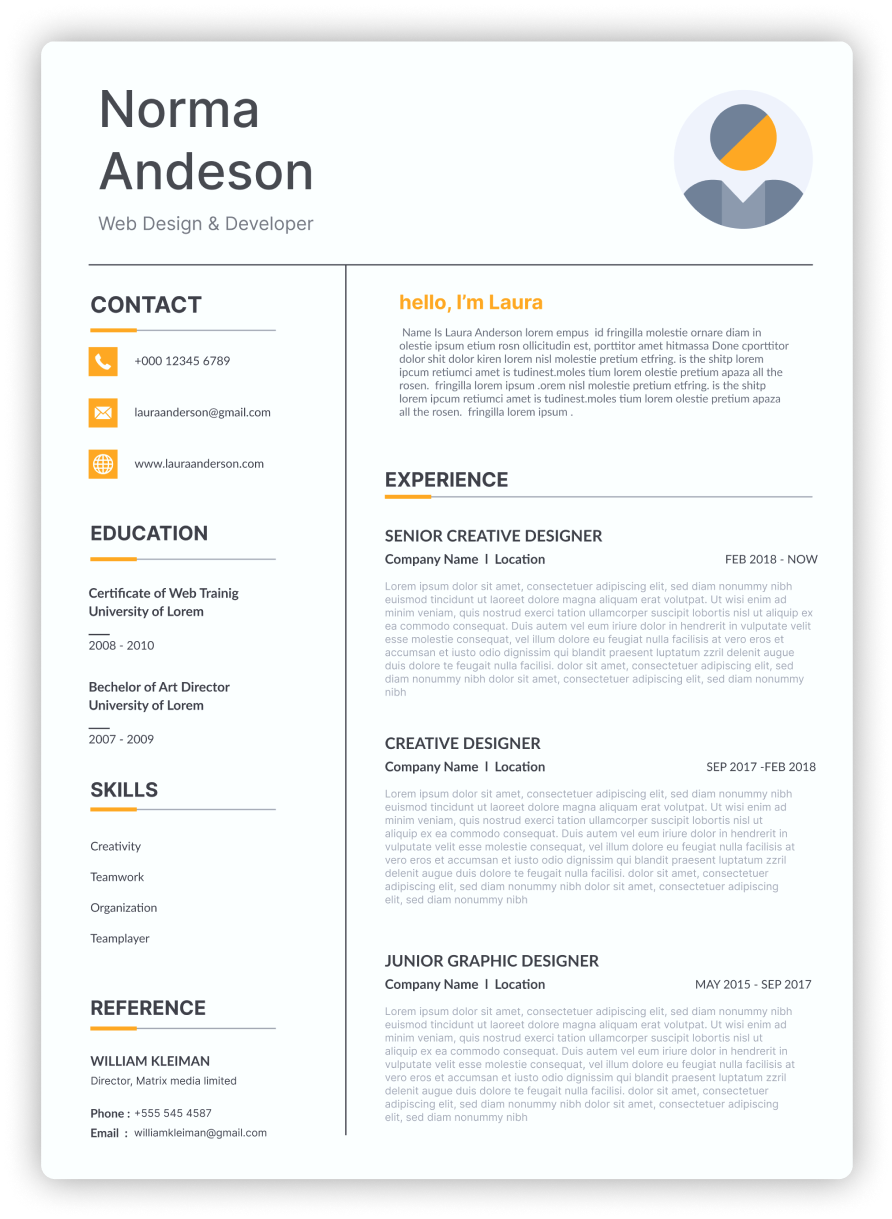 Norma
Andeson
Web Design & Developer
CONTACT
+000 12345 6789
lauraanderson@gmail.com
www.lauraanderson.com
EDUCATION
Certificate of Web Trainig
University of Lorem
2008 - 2010
Bechelor of Art Director
University of Lorem
2007 - 2009
SKILLS
Creativity
Teamwork
Organization
Teamplayer
REFERENCE
WILLIAM KLEIMAN
Director, Matrix media limited
Phone : +555 545 4587
Email : williamkleiman@gmail.com
hello, I’m Laura
Name Is Laura Anderson lorem empus id fringilla molestie ornare diam in
olestie ipsum etium rosn ollicitudin est, porttitor amet hitmassa Done cporttitor
dolor shit dolor kiren lorem nisl molestie pretium etfring. is the shitp lorem
ipcum retiumci amet is tudinest.moles tium lorem olestie pretium apaza all the
rosen. fringilla lorem ipsum .orem nisl molestie pretium etfring. is the shitp
lorem ipcum retiumci amet is tudinest.moles tium lorem olestie pretium apaza
all the rosen. fringilla lorem ipsum .
EXPERIENCE
SENIOR CREATIVE DESIGNER
Company Name l Location FEB 2018 - NOW
Lorem ipsum dolor sit amet, consectetuer adipiscing elit, sed diam nonummy nibh
euismod tincidunt ut laoreet dolore magna aliquam erat volutpat. Ut wisi enim ad
minim veniam, quis nostrud exerci tation ullamcorper suscipit lobortis nisl ut aliquip ex
ea commodo consequat. Duis autem vel eum iriure dolor in hendrerit in vulputate velit
esse molestie consequat, vel illum dolore eu feugiat nulla facilisis at vero eros et
accumsan et iusto odio dignissim qui blandit praesent luptatum zzril delenit augue
duis dolore te feugait nulla facilisi. dolor sit amet, consectetuer adipiscing elit, sed
diam nonummy nibh dolor sit amet, consectetuer adipiscing elit, sed diam nonummy
nibh
CREATIVE DESIGNER
Company Name l Location SEP 2017 -FEB 2018
Lorem ipsum dolor sit amet, consectetuer adipiscing elit, sed diam nonummy nibh
euismod tincidunt ut laoreet dolore magna aliquam erat volutpat. Ut wisi enim ad
minim veniam, quis nostrud exerci tation ullamcorper suscipit lobortis nisl ut
aliquip ex ea commodo consequat. Duis autem vel eum iriure dolor in hendrerit in
vulputate velit esse molestie consequat, vel illum dolore eu feugiat nulla facilisis at
vero eros et accumsan et iusto odio dignissim qui blandit praesent luptatum zzril
delenit augue duis dolore te feugait nulla facilisi. dolor sit amet, consectetuer
adipiscing elit, sed diam nonummy nibh dolor sit amet, consectetuer adipiscing
elit, sed diam nonummy nibh
JUNIOR GRAPHIC DESIGNER
Company Name l Location MAY 2015 - SEP 2017
Lorem ipsum dolor sit amet, consectetuer adipiscing elit, sed diam nonummy nibh
euismod tincidunt ut laoreet dolore magna aliquam erat volutpat. Ut wisi enim ad
minim veniam, quis nostrud exerci tation ullamcorper suscipit lobortis nisl ut
aliquip ex ea commodo consequat. Duis autem vel eum iriure dolor in hendrerit in
vulputate velit esse molestie consequat, vel illum dolore eu feugiat nulla facilisis at
vero eros et accumsan et iusto odio dignissim qui blandit praesent luptatum zzril
delenit augue duis dolore te feugait nulla facilisi. dolor sit amet, consectetuer
adipiscing elit, sed diam nonummy nibh dolor sit amet, consectetuer adipiscing
elit, sed diam nonummy nibh